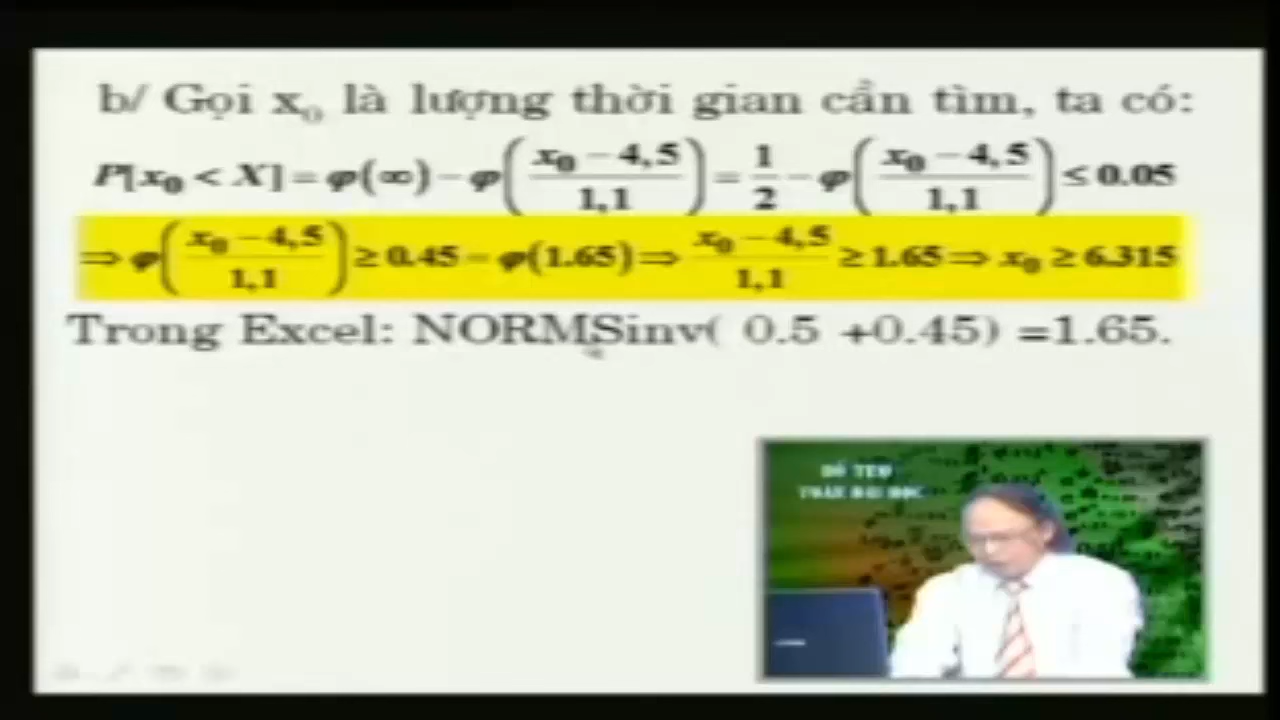 b/ Gọi x₀ là lượng thời gian cần tìm, ta có:
P[x₀ < X] = φ(∞) − φ((x₀ − 4,5)/1,1) = 1/2 − φ((x₀ − 4,5)/1,1) ≤ 0.05
⇒ φ((x₀ − 4,5)/1,1) ≥ 0.45 = φ(1.65) ⇒ (x₀ − 4,5)/1,1 ≥ 1.65 ⇒ x₀ ≥ 6.315
Trong Excel: NORMSinv( 0.5 +0.45) =1.65.